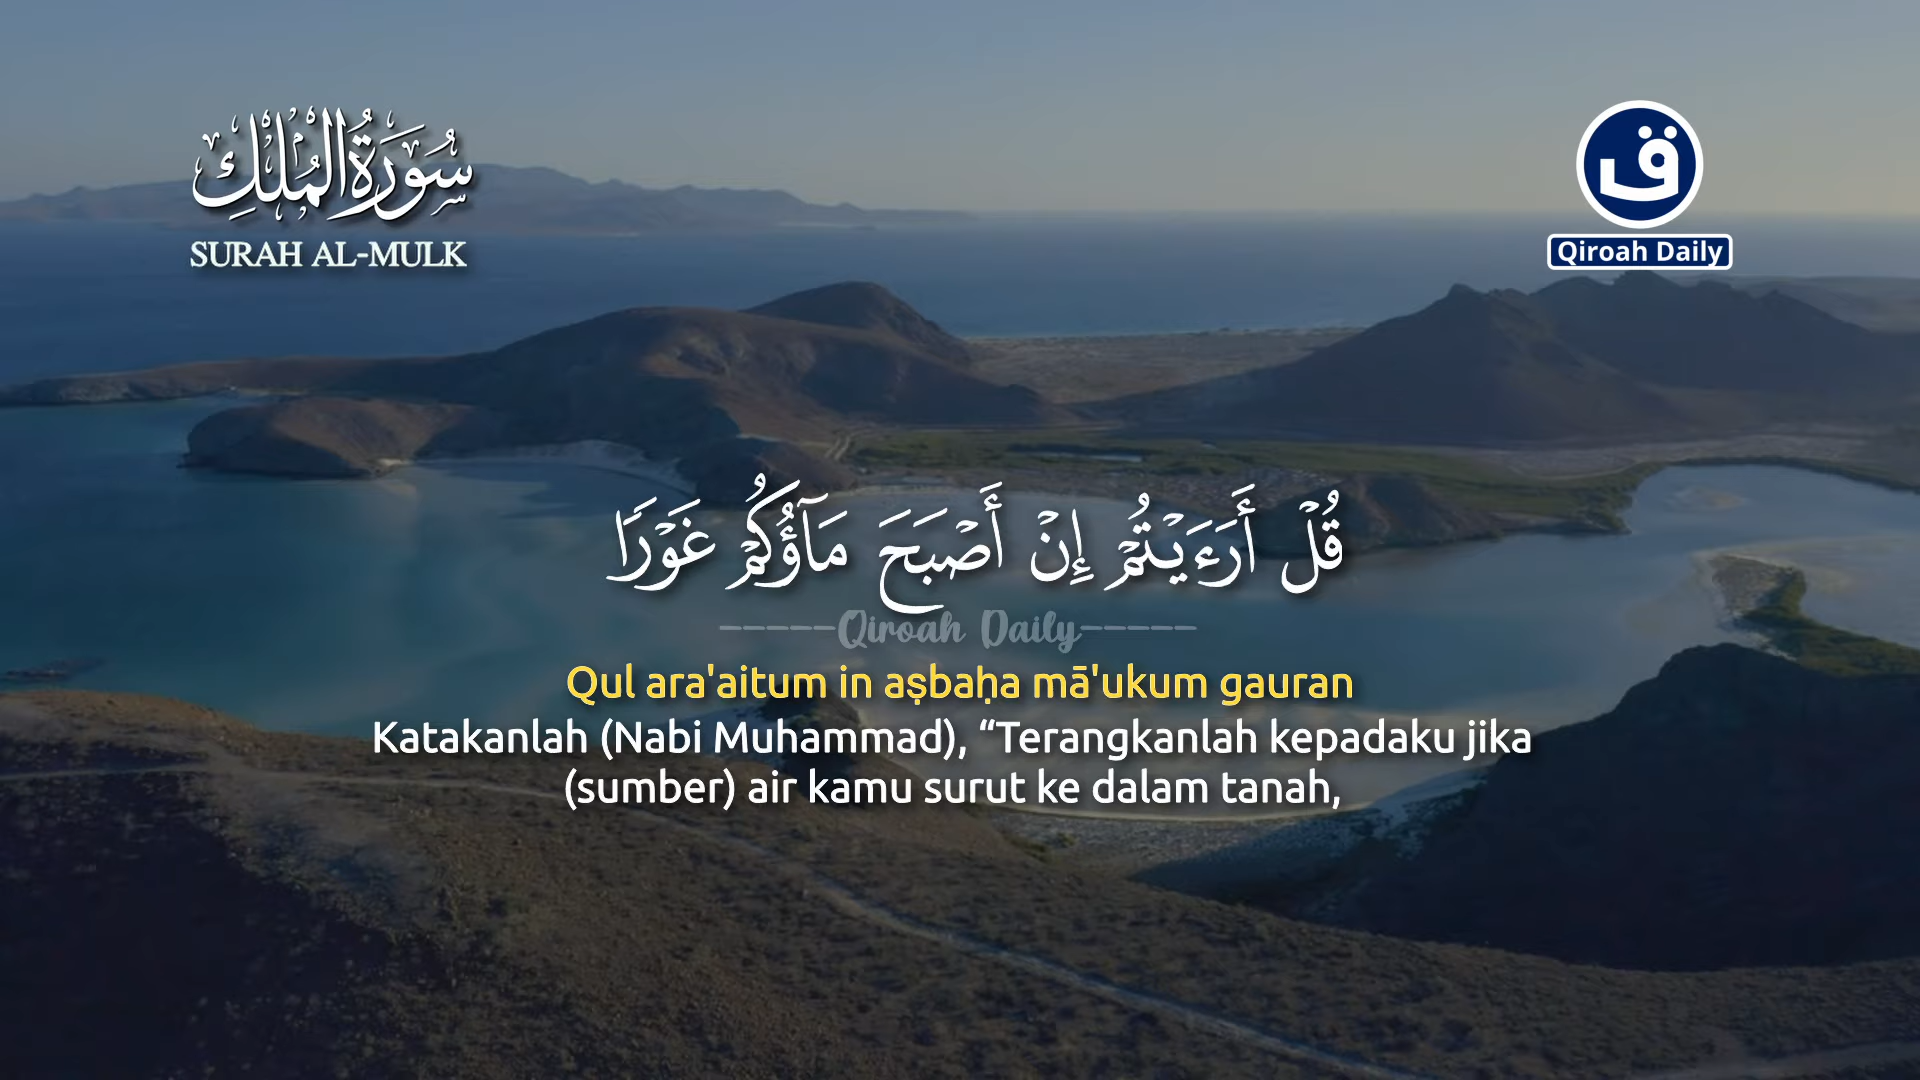 سُورَةُ الْمُلْكِ
SURAH AL-MULK
ق
Qiroah Daily
قُلْ أَرَءَيْتُمْ إِنْ أَصْبَحَ مَآؤُكُمْ غَوْرًا
-----Qiroah Daily-----
Qul ara'aitum in aṣbaḥa mā'ukum gauran
Katakanlah (Nabi Muhammad), “Terangkanlah kepadaku jika
(sumber) air kamu surut ke dalam tanah,